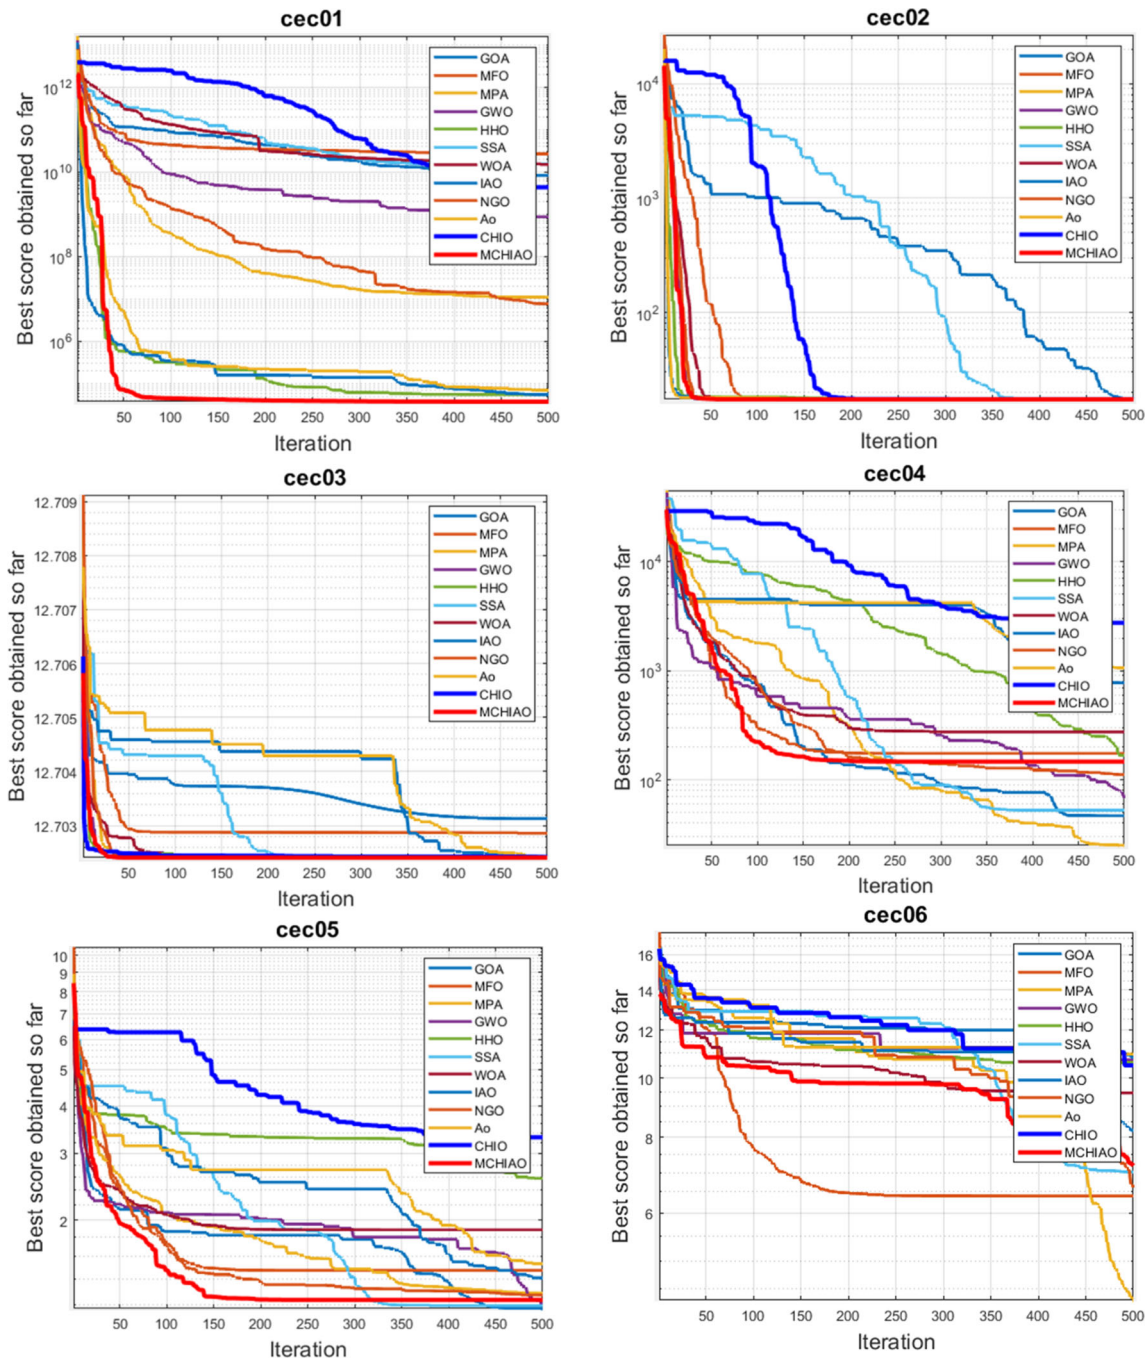 cec01
Best score obtained so far
10^12
10^10
10^8
10^6
GOA
MFO
MPA
GWO
HHO
SSA
WOA
IAO
NGO
Ao
CHIO
MCHIAO
50 100 150 200 250 300 350 400 450 500
Iteration
cec02
Best score obtained so far
10^4
10^3
10^2
GOA
MFO
MPA
GWO
HHO
SSA
WOA
IAO
NGO
Ao
CHIO
MCHIAO
50 100 150 200 250 300 350 400 450 500
Iteration
cec03
Best score obtained so far
12.709
12.708
12.707
12.706
12.705
12.704
12.703
GOA
MFO
MPA
GWO
HHO
SSA
WOA
IAO
NGO
Ao
CHIO
MCHIAO
50 100 150 200 250 300 350 400 450 500
Iteration
cec04
Best score obtained so far
10^4
10^3
10^2
GOA
MFO
MPA
GWO
HHO
SSA
WOA
IAO
NGO
Ao
CHIO
MCHIAO
50 100 150 200 250 300 350 400 450 500
Iteration
cec05
Best score obtained so far
10
9
8
7
6
5
4
3
2
GOA
MFO
MPA
GWO
HHO
SSA
WOA
IAO
NGO
Ao
CHIO
MCHIAO
50 100 150 200 250 300 350 400 450 500
Iteration
cec06
Best score obtained so far
16
14
12
10
8
6
GOA
MFO
MPA
GWO
HHO
SSA
WOA
IAO
NGO
Ao
CHIO
MCHIAO
50 100 150 200 250 300 350 400 450 500
Iteration